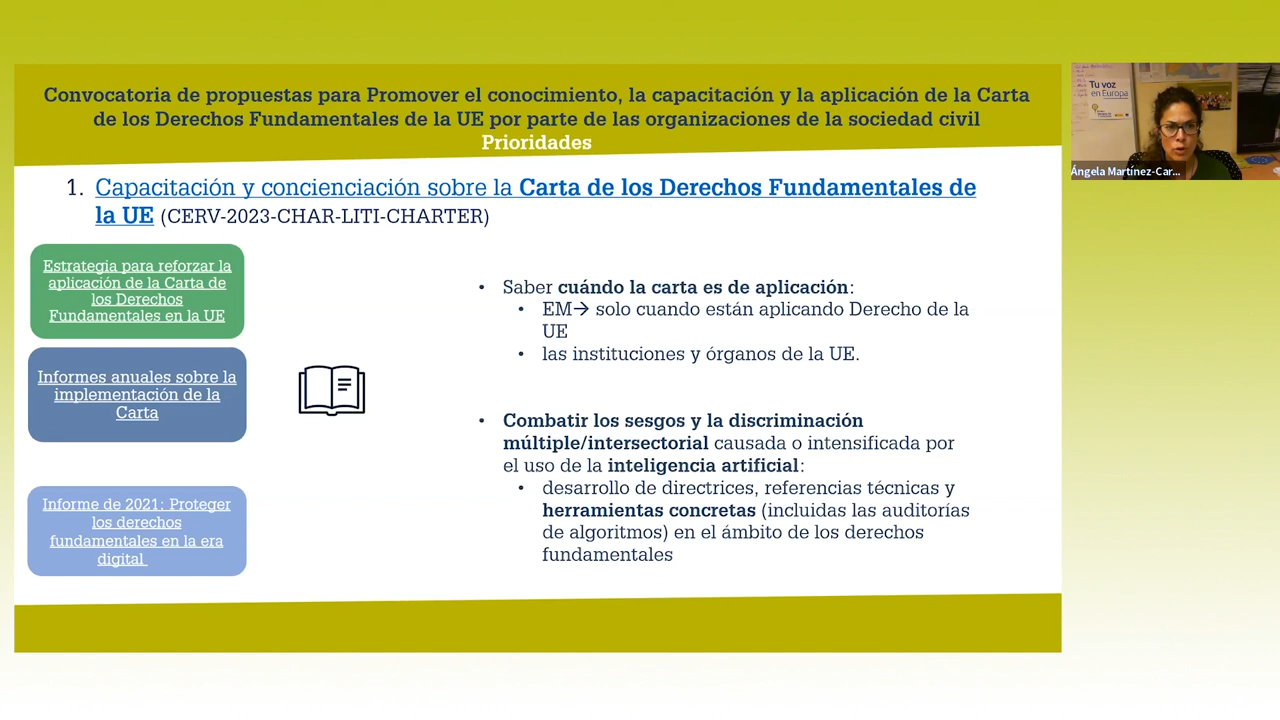 Convocatoria de propuestas para Promover el conocimiento, la capacitación y la aplicación de la Carta
de los Derechos Fundamentales de la UE por parte de las organizaciones de la sociedad civil
Prioridades
1. Capacitación y concienciación sobre la Carta de los Derechos Fundamentales de
la UE (CERV-2023-CHAR-LITI-CHARTER)
Estrategia para reforzar la
aplicación de la Carta de
los Derechos
Fundamentales en la UE
Informes anuales sobre la
implementación de la
Carta
Informe de 2021: Proteger
los derechos
fundamentales en la era
digital
• Saber cuándo la carta es de aplicación:
• EM→ solo cuando están aplicando Derecho de la
UE
• las instituciones y órganos de la UE.
• Combatir los sesgos y la discriminación
múltiple/intersectorial causada o intensificada por
el uso de la inteligencia artificial:
• desarrollo de directrices, referencias técnicas y
herramientas concretas (incluidas las auditorías
de algoritmos) en el ámbito de los derechos
fundamentales
Tu voz
en Europa
Ángela Martínez-Car...